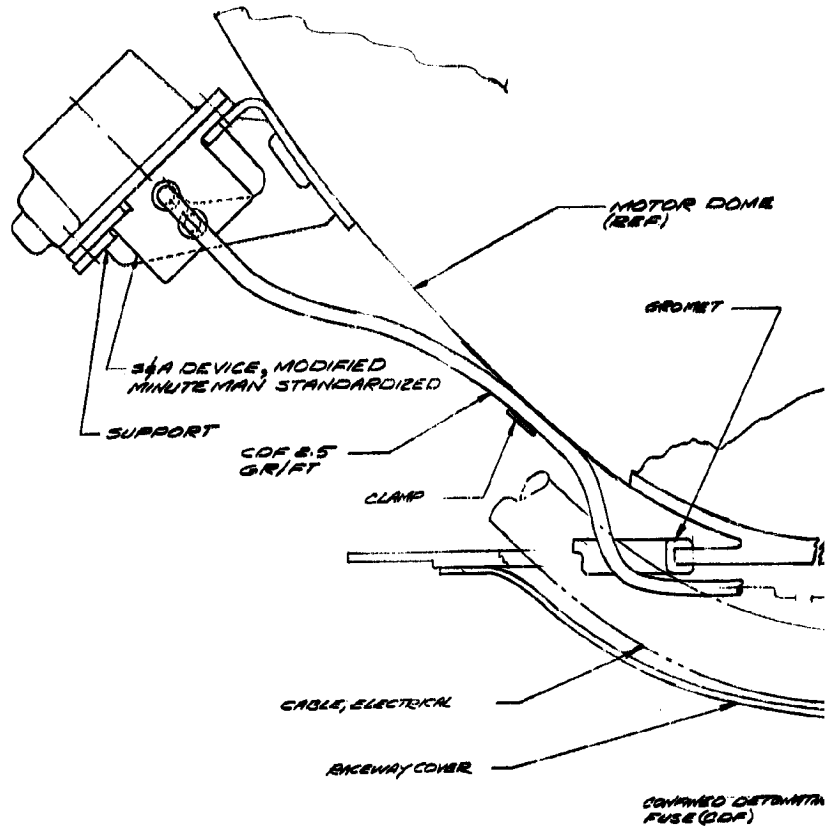 MOTOR DOME
(REF)
GROMET
S&A DEVICE, MODIFIED
MINUTEMAN STANDARDIZED
SUPPORT
CDF 2.5
GR/FT
CLAMP
CABLE, ELECTRICAL
RACEWAY COVER
CONFINED
FUSE (CDF)